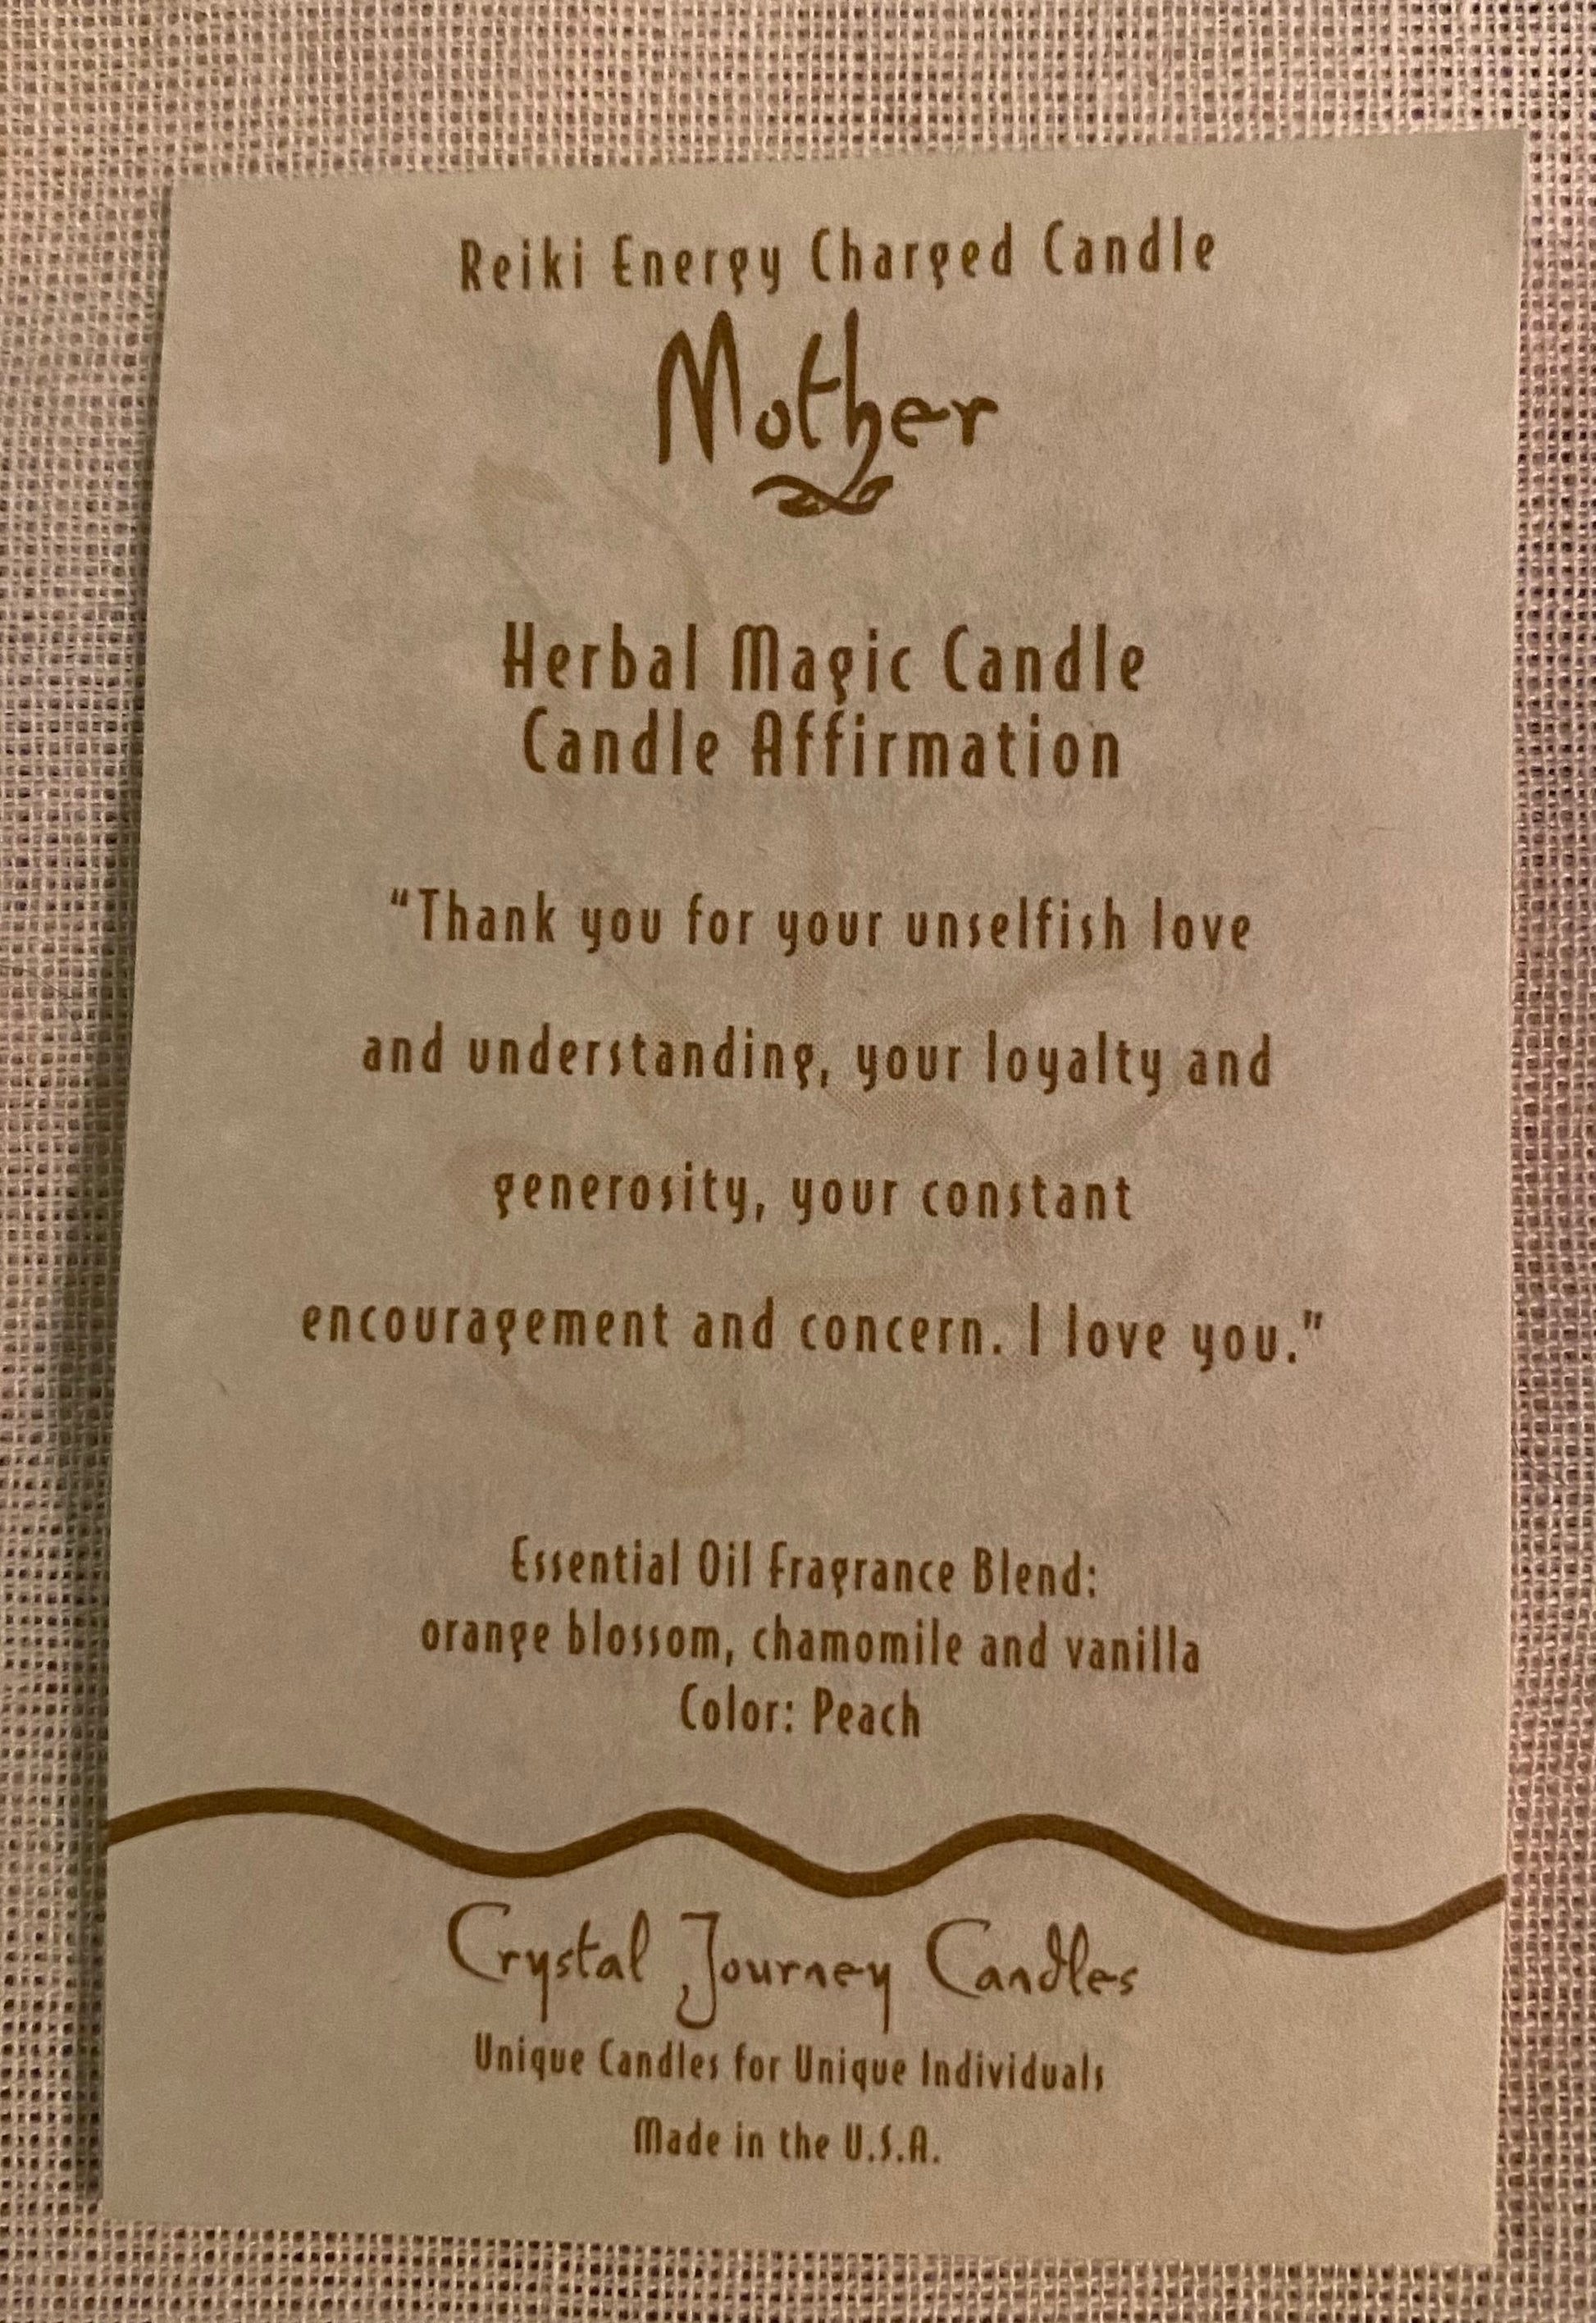 Reiki Energy Charged Candle
Mother
Herbal Magic Candle
Candle Affirmation
“Thank you for your unselfish love
and understanding, your loyalty and
generosity, your constant
encouragement and concern. I love you.”
Essential Oil Fragrance Blend:
orange blossom, chamomile and vanilla
Color: Peach
Crystal Journey Candles
Unique Candles for Unique Individuals
Made in the U.S.A.